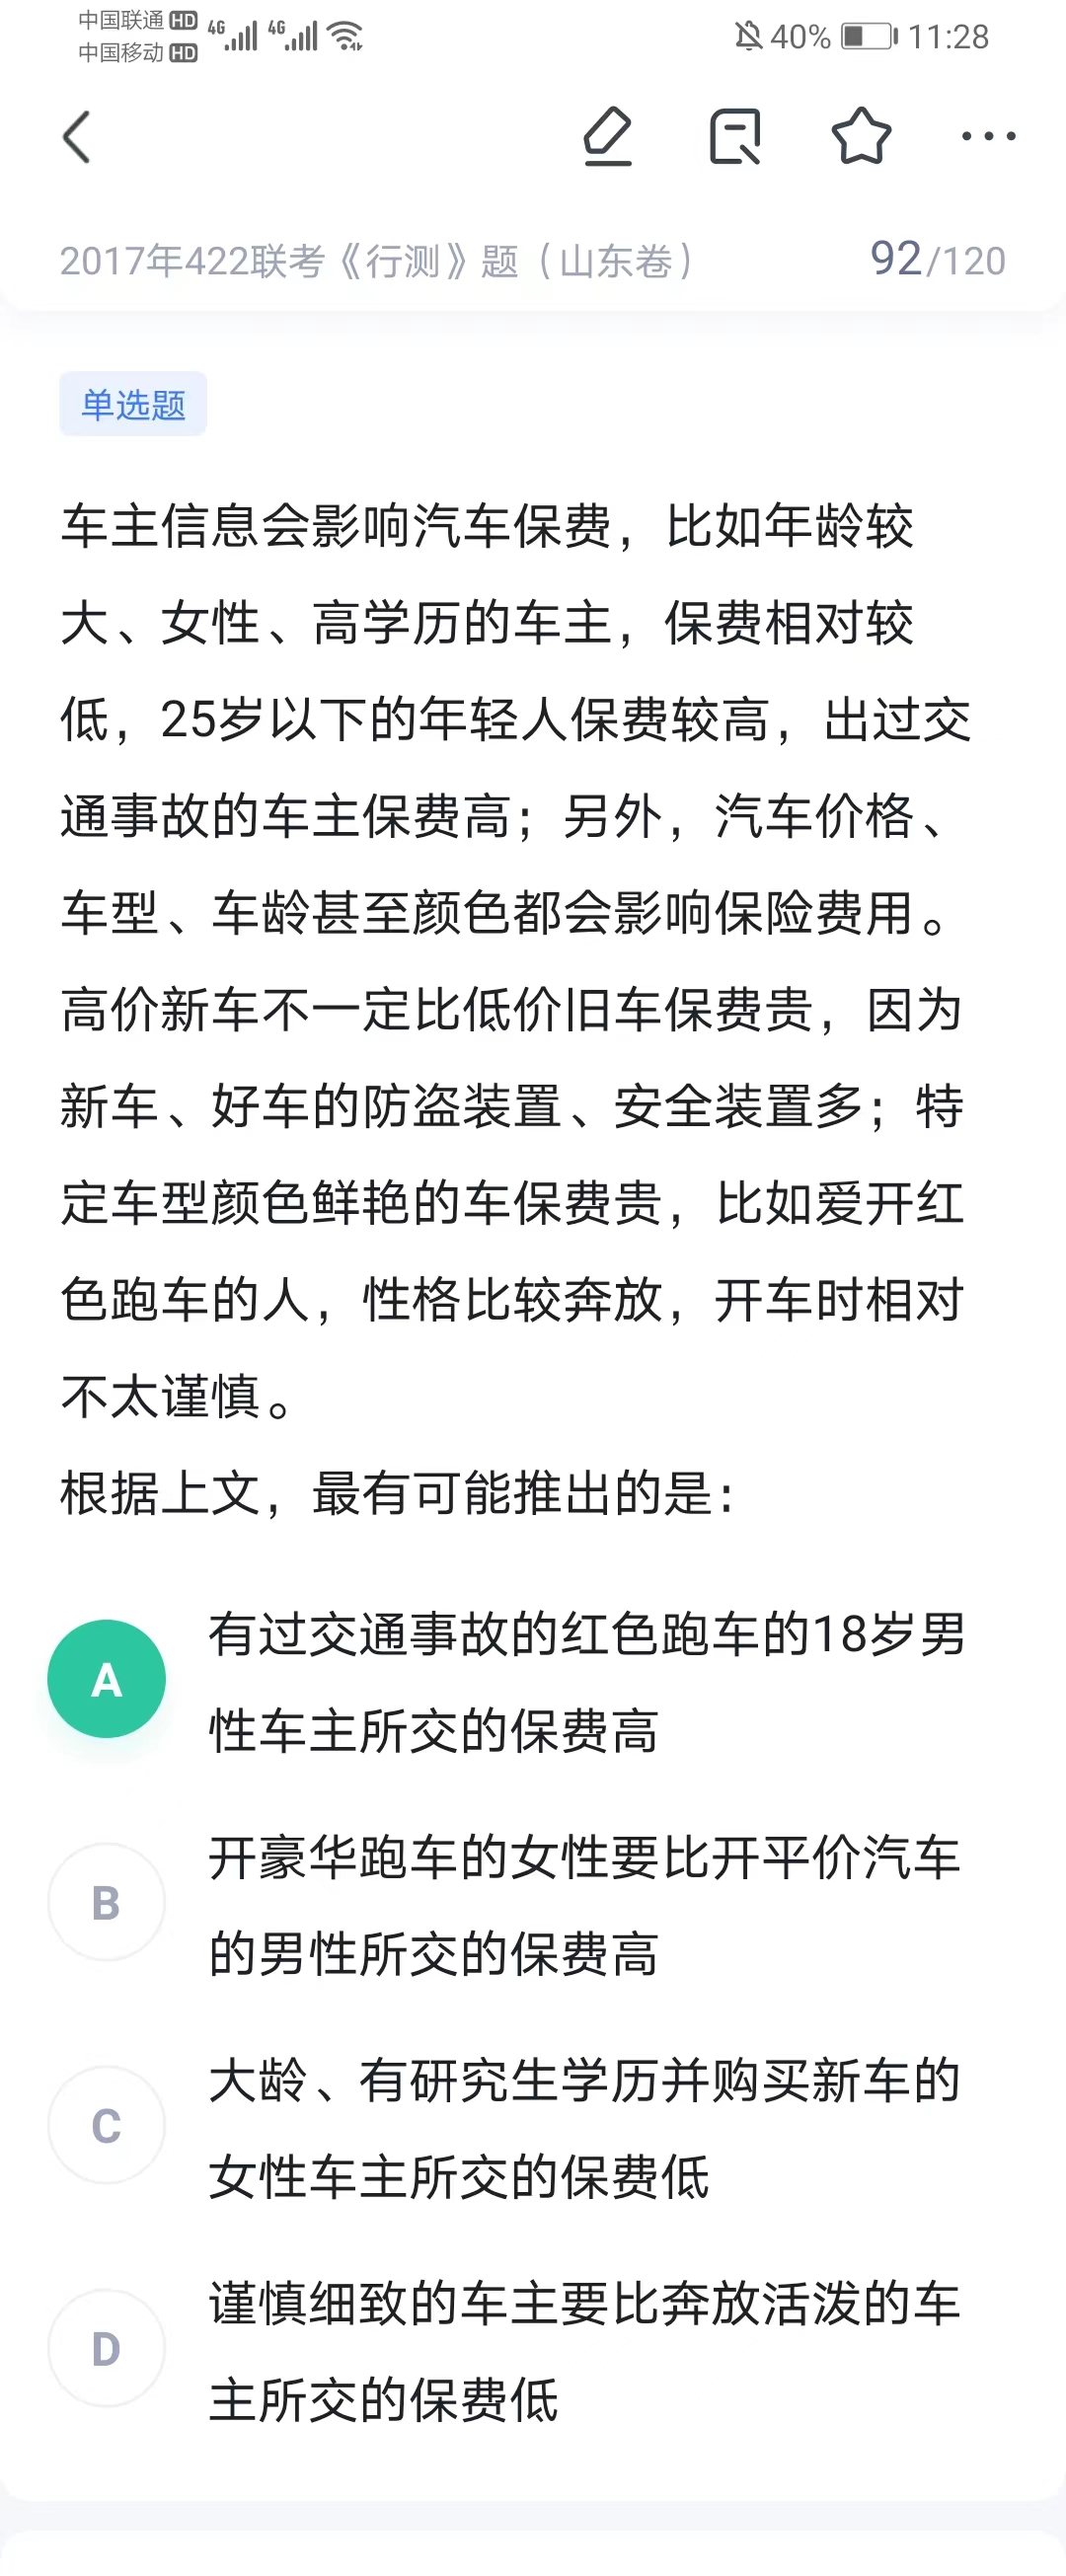 中国联通 HD 4G 4G 40% 11:28
中国移动 HD
2017年422联考《行测》题（山东卷） 92/120
单选题
车主信息会影响汽车保费，比如年龄较
大、女性、高学历的车主，保费相对较
低，25岁以下的年轻人保费较高，出过交
通事故的车主保费高；另外，汽车价格、
车型、车龄甚至颜色都会影响保险费用。
高价新车不一定比低价旧车保费贵，因为
新车、好车的防盗装置、安全装置多；特
定车型颜色鲜艳的车保费贵，比如爱开红
色跑车的人，性格比较奔放，开车时相对
不太谨慎。
根据上文，最有可能推出的是：
A 有过交通事故的红色跑车的18岁男
性车主所交的保费高
B 开豪华跑车的女性要比开平价汽车
的男性所交的保费高
C 大龄、有研究生学历并购买新车的
女性车主所交的保费低
D 谨慎细致的车主要比奔放活泼的车
主所交的保费低